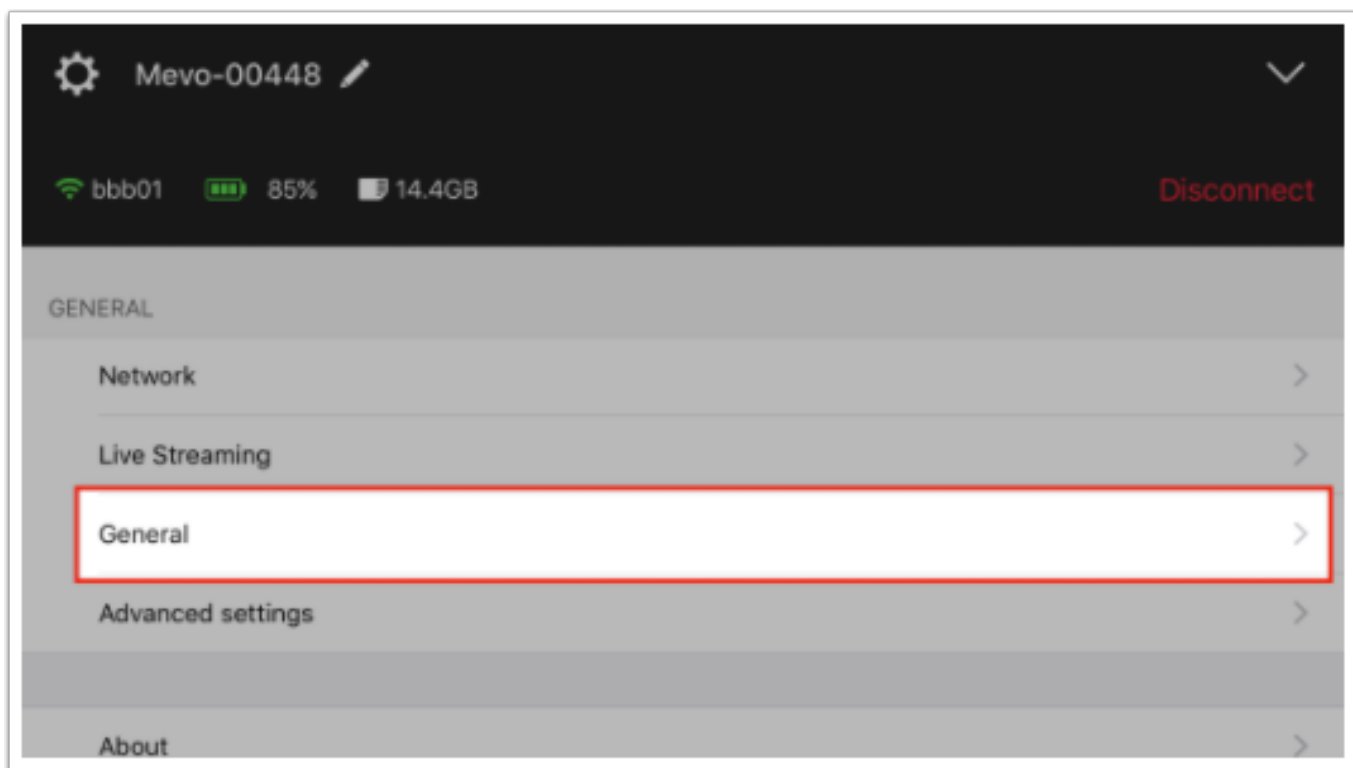 Mevo-00448
bbb01 85% 14.4GB Disconnect
GENERAL
Network
Live Streaming
General
Advanced settings
About